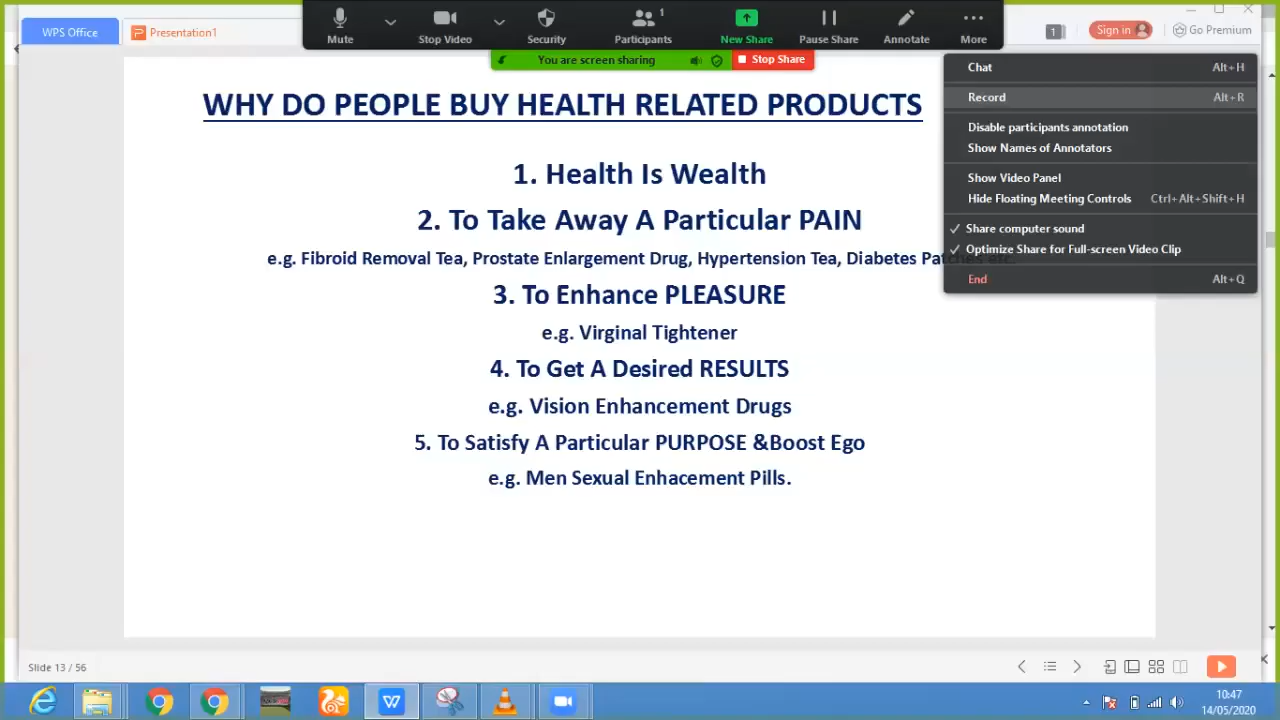 Mute
Stop Video
Security
Participants
1
New Share
Pause Share
Annotate
More
WPS Office
Presentation1
1
Sign in
Go Premium
You are screen sharing
Stop Share
Chat Alt+H
Record Alt+R
Disable participants annotation
Show Names of Annotators
Show Video Panel
Hide Floating Meeting Controls Ctrl+Alt+Shift+H
Share computer sound
Optimize Share for Full-screen Video Clip
End Alt+Q
WHY DO PEOPLE BUY HEALTH RELATED PRODUCTS
1. Health Is Wealth
2. To Take Away A Particular PAIN
e.g. Fibroid Removal Tea, Prostate Enlargement Drug, Hypertension Tea, Diabetes Patches etc.
3. To Enhance PLEASURE
e.g. Virginal Tightener
4. To Get A Desired RESULTS
e.g. Vision Enhancement Drugs
5. To Satisfy A Particular PURPOSE &Boost Ego
e.g. Men Sexual Enhacement Pills.
Slide 13 / 56
10:47
14/05/2020